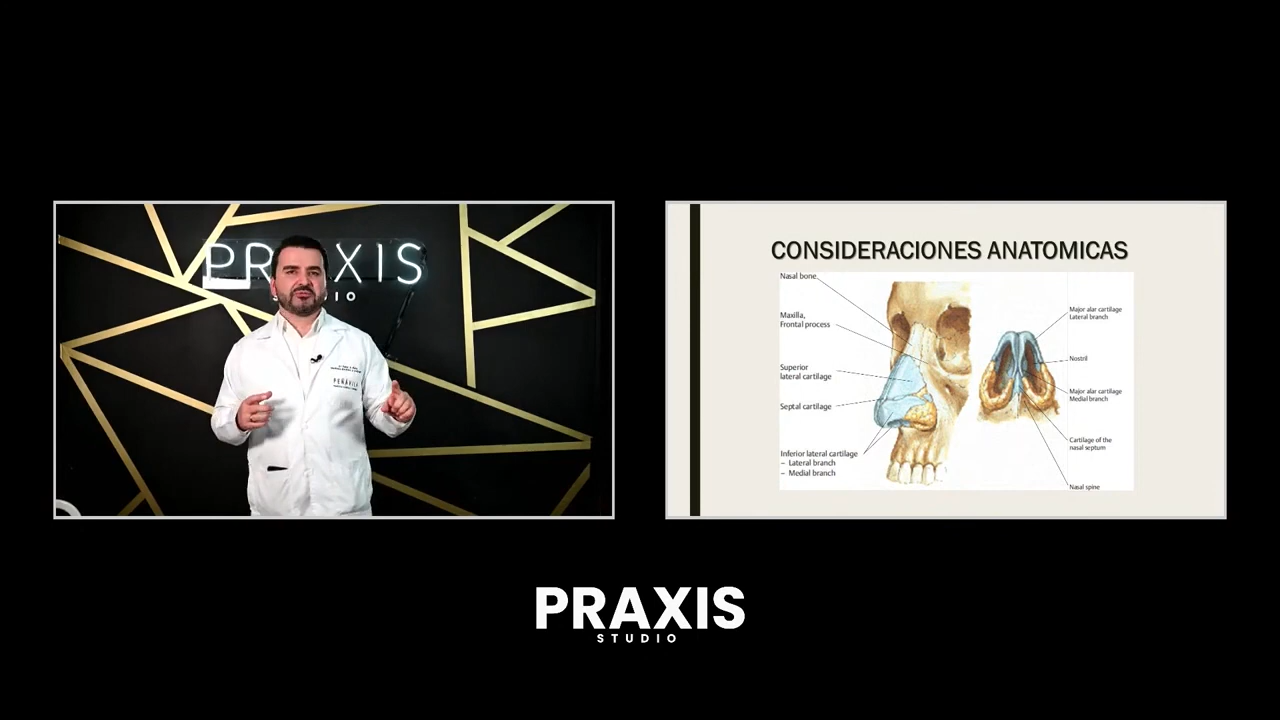 PRAXIS
PEÑAVILA
CONSIDERACIONES ANATOMICAS
Nasal bone
Maxilla,
Frontal process
Superior
lateral cartilage
Septal cartilage
Inferior lateral cartilage
– Lateral branch
– Medial branch
Major alar cartilage
Lateral branch
Nostril
Major alar cartilage
Medial branch
Cartilage of the
nasal septum
Nasal spine
PRAXIS
STUDIO